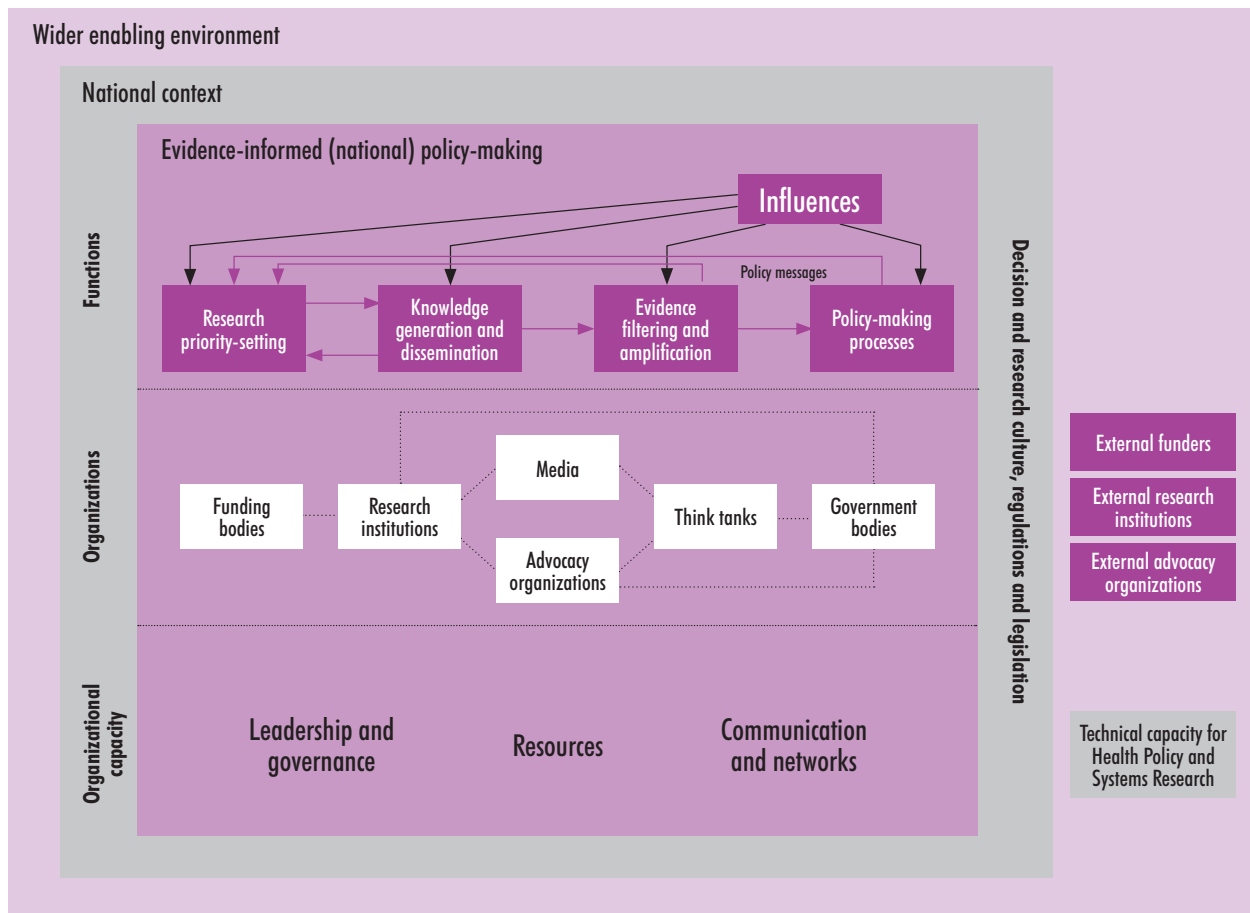 Wider enabling environment
National context
Evidence-informed (national) policy-making
Influences
Functions
Policy messages
Research
priority-setting
Knowledge
generation and
dissemination
Evidence
filtering and
amplification
Policy-making
processes
Decision and research culture, regulations and legislation
Organizations
Funding
bodies
Research
institutions
Media
Advocacy
organizations
Think tanks
Government
bodies
External funders
External research
institutions
External advocacy
organizations
Organizational
capacity
Leadership and
governance
Resources
Communication
and networks
Technical capacity for
Health Policy and
Systems Research